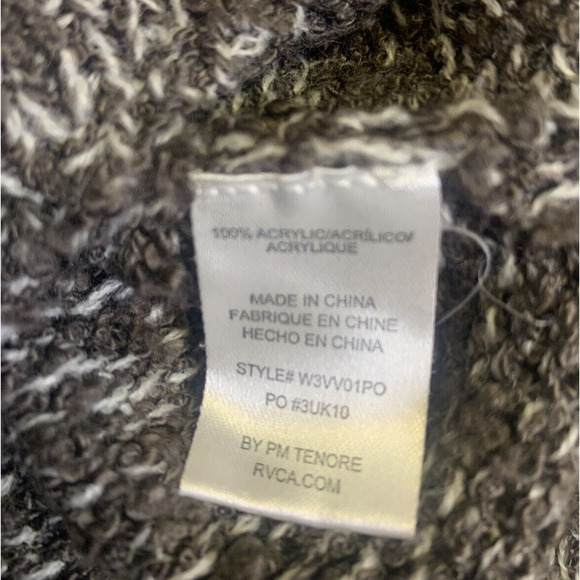 100% ACRYLIC/ACRÍLICO/
ACRYLIQUE
MADE IN CHINA
FABRIQUE EN CHINE
HECHO EN CHINA
STYLE# W3VV01PO
PO #3UK10
BY PM TENORE
RVCA.COM